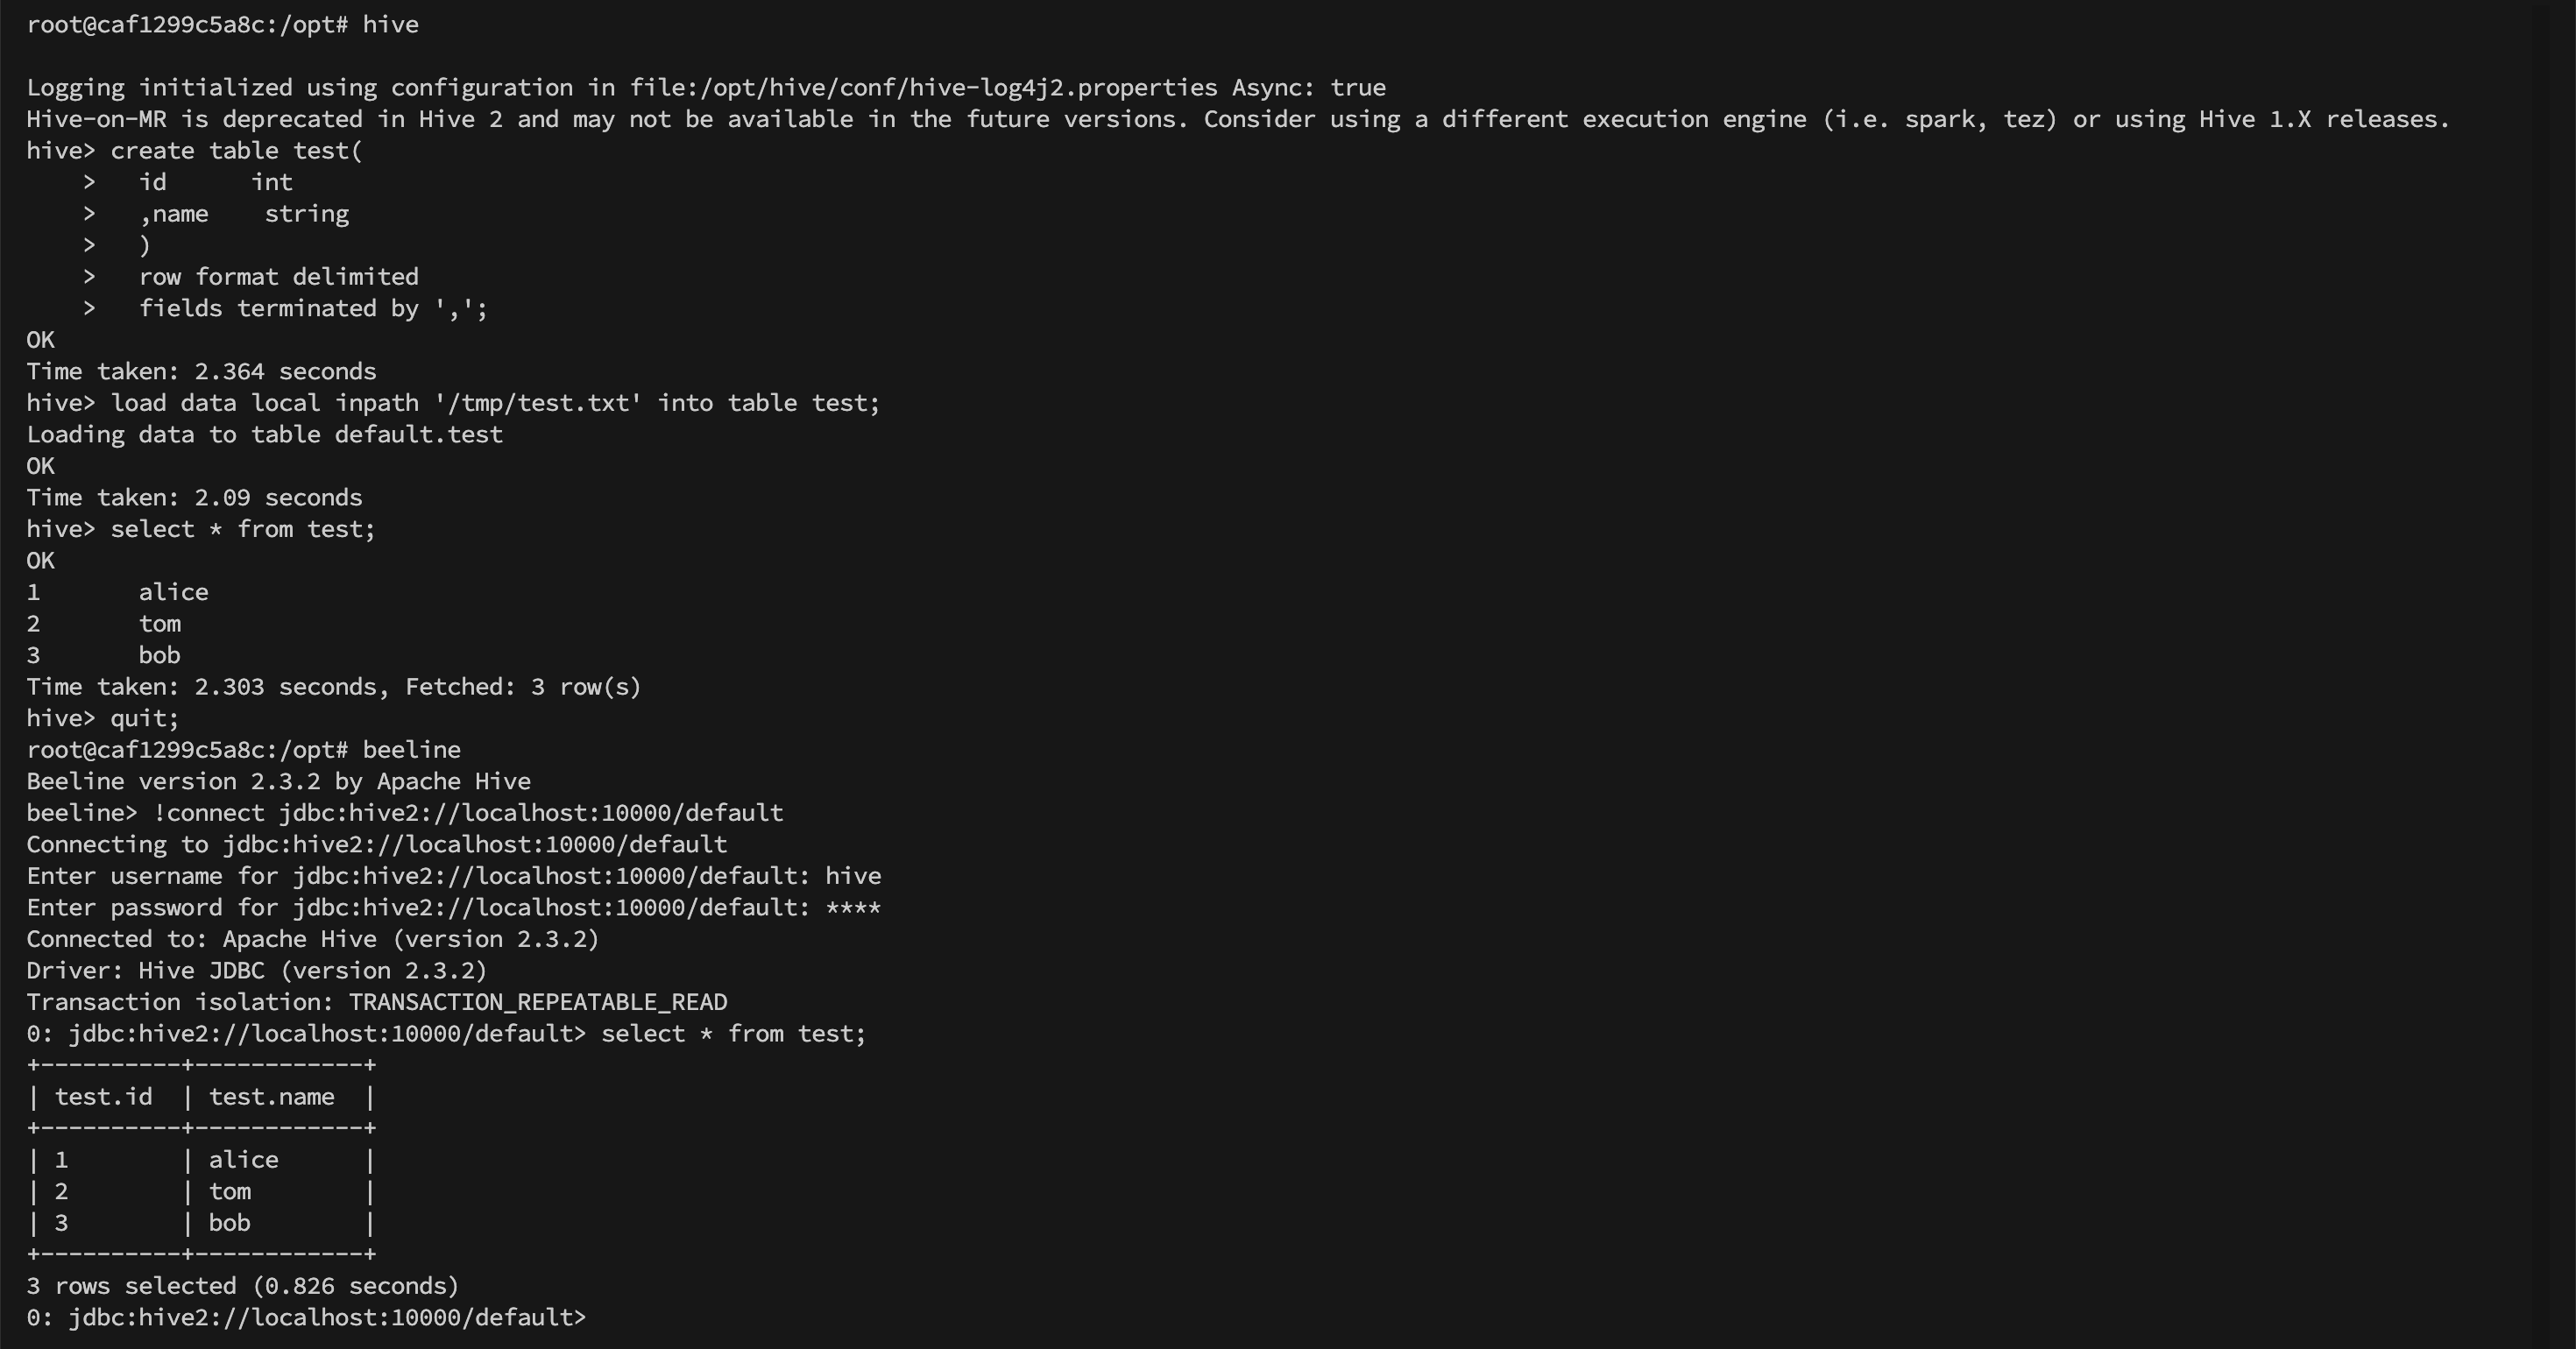 root@caf1299c5a8c:/opt# hive

Logging initialized using configuration in file:/opt/hive/conf/hive-log4j2.properties Async: true
Hive-on-MR is deprecated in Hive 2 and may not be available in the future versions. Consider using a different execution engine (i.e. spark, tez) or using Hive 1.X releases.
hive> create table test(
    >   id      int
    >   ,name    string
    >   )
    >   row format delimited
    >   fields terminated by ',';
OK
Time taken: 2.364 seconds
hive> load data local inpath '/tmp/test.txt' into table test;
Loading data to table default.test
OK
Time taken: 2.09 seconds
hive> select * from test;
OK
1       alice
2       tom
3       bob
Time taken: 2.303 seconds, Fetched: 3 row(s)
hive> quit;
root@caf1299c5a8c:/opt# beeline
Beeline version 2.3.2 by Apache Hive
beeline> !connect jdbc:hive2://localhost:10000/default
Connecting to jdbc:hive2://localhost:10000/default
Enter username for jdbc:hive2://localhost:10000/default: hive
Enter password for jdbc:hive2://localhost:10000/default: ****
Connected to: Apache Hive (version 2.3.2)
Driver: Hive JDBC (version 2.3.2)
Transaction isolation: TRANSACTION_REPEATABLE_READ
0: jdbc:hive2://localhost:10000/default> select * from test;
+----------+------------+
| test.id  | test.name  |
+----------+------------+
| 1        | alice      |
| 2        | tom        |
| 3        | bob        |
+----------+------------+
3 rows selected (0.826 seconds)
0: jdbc:hive2://localhost:10000/default>